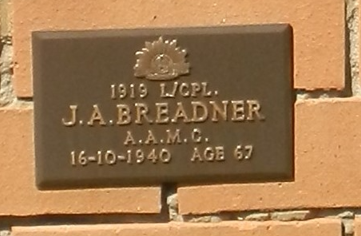 1919 L/CPL.
J.A. BREADNER
A.A.M.C.
16-10-1940 AGE 67